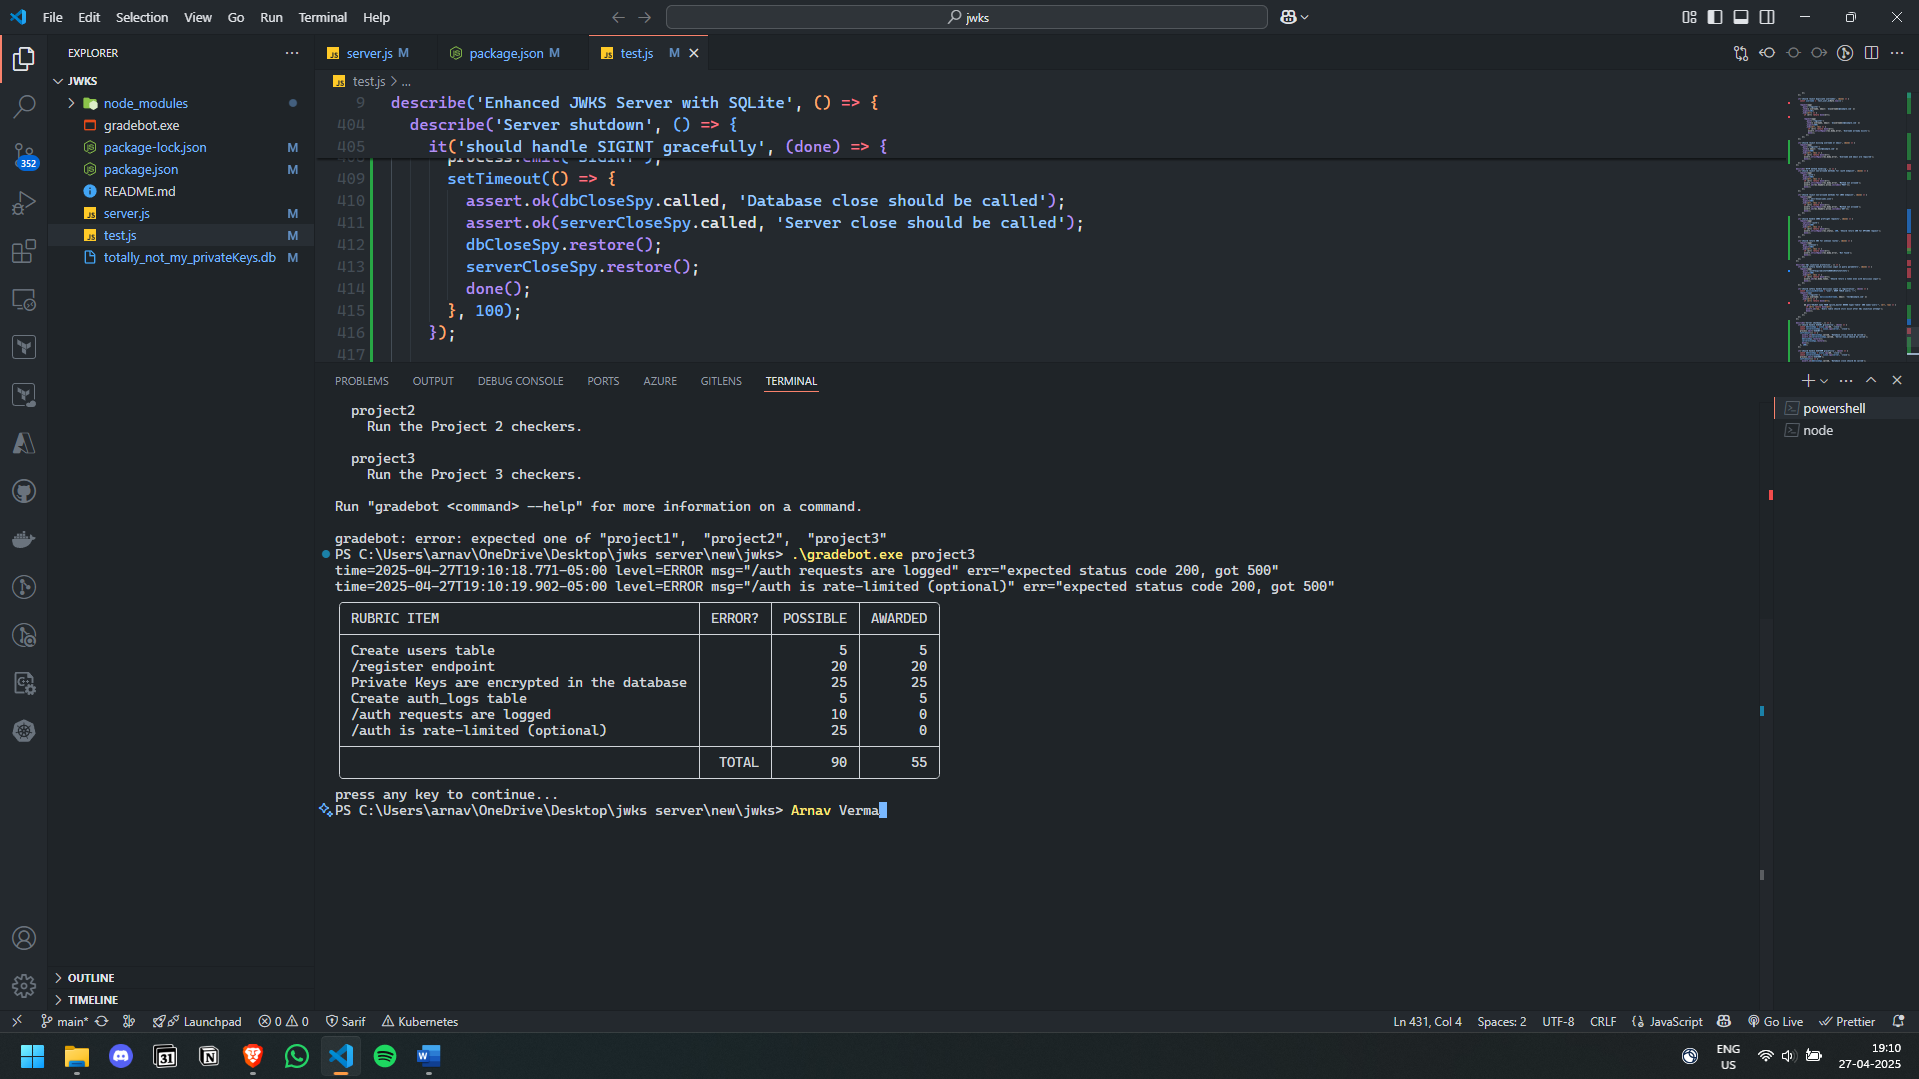 File Edit Selection View Go Run Terminal Help
jwks
EXPLORER
server.js M
package.json M
test.js M
JWKS
node_modules
gradebot.exe
package-lock.json M
package.json M
README.md
server.js M
test.js M
totally_not_my_privateKeys.db M
352
test.js > ...
9 describe('Enhanced JWKS Server with SQLite', () => {
404 describe('Server shutdown', () => {
405 it('should handle SIGINT gracefully', (done) => {
409 setTimeout(() => {
410 assert.ok(dbCloseSpy.called, 'Database close should be called');
411 assert.ok(serverCloseSpy.called, 'Server close should be called');
412 dbCloseSpy.restore();
413 serverCloseSpy.restore();
414 done();
415 }, 100);
416 });
417
PROBLEMS OUTPUT DEBUG CONSOLE PORTS AZURE GITLENS TERMINAL
powershell
node
project2
Run the Project 2 checkers.
project3
Run the Project 3 checkers.
Run "gradebot <command> --help" for more information on a command.
gradebot: error: expected one of "project1", "project2", "project3"
PS C:\Users\arnav\OneDrive\Desktop\jwks server\new\jwks> .\gradebot.exe project3
time=2025-04-27T19:10:18.771-05:00 level=ERROR msg="/auth requests are logged" err="expected status code 200, got 500"
time=2025-04-27T19:10:19.902-05:00 level=ERROR msg="/auth is rate-limited (optional)" err="expected status code 200, got 500"
RUBRIC ITEM ERROR? POSSIBLE AWARDED
Create users table 5 5
/register endpoint 20 20
Private Keys are encrypted in the database 25 25
Create auth_logs table 5 5
/auth requests are logged 10 0
/auth is rate-limited (optional) 25 0
TOTAL 90 55
press any key to continue...
PS C:\Users\arnav\OneDrive\Desktop\jwks server\new\jwks> Arnav Verma
OUTLINE
TIMELINE
main* Launchpad 0 0 Sarif Kubernetes
Ln 431, Col 4 Spaces: 2 UTF-8 CRLF JavaScript Go Live Prettier
31
ENG
US
19:10
27-04-2025